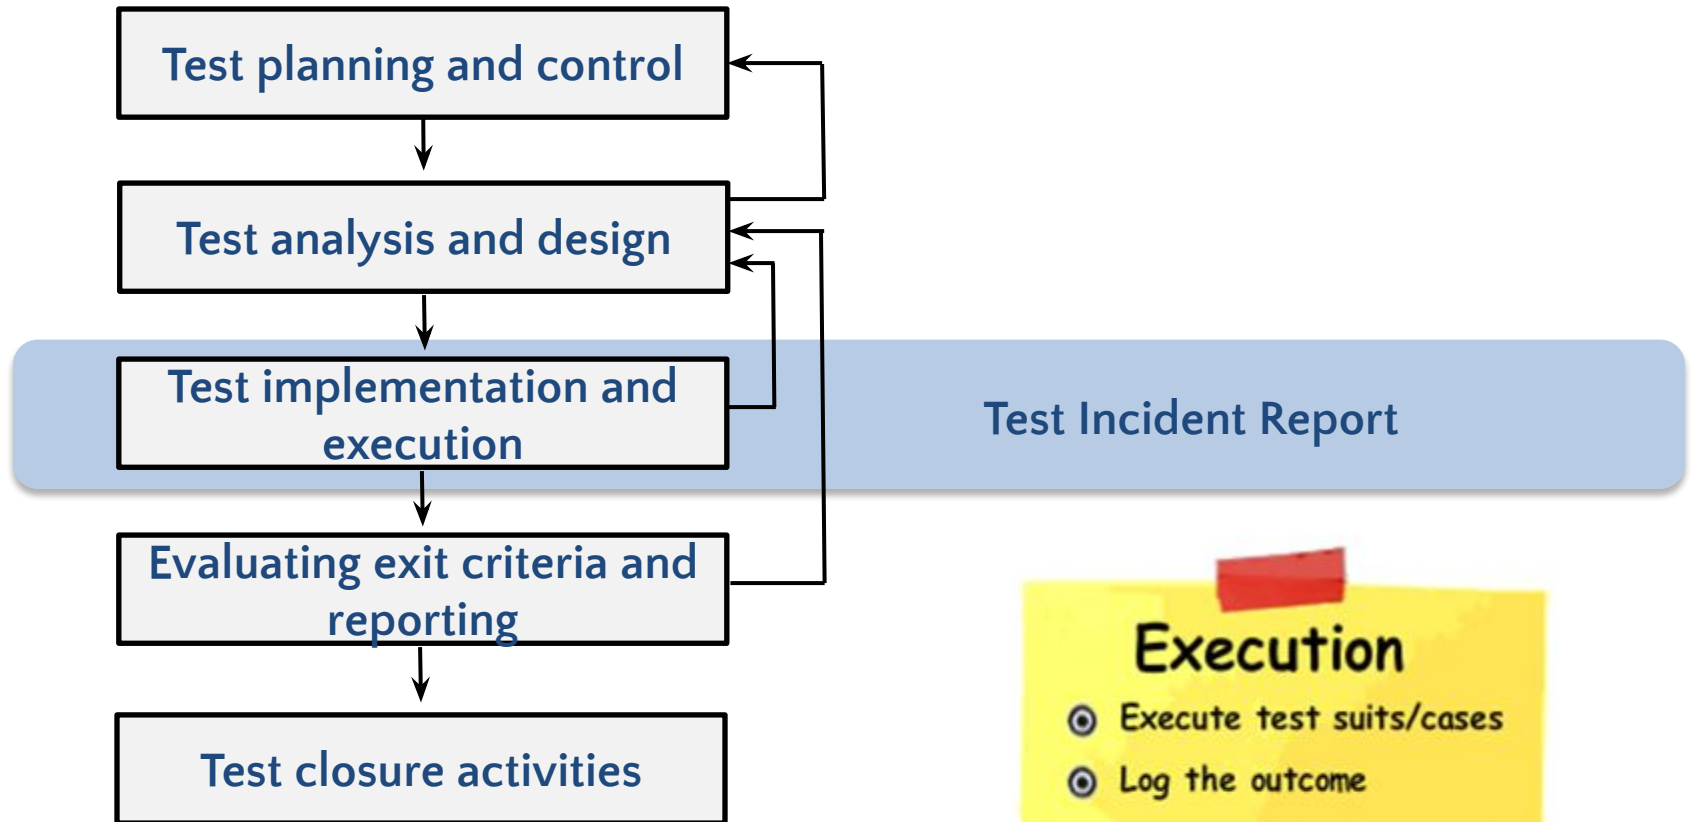 Test planning and control
Test analysis and design
Test implementation and
execution
Test Incident Report
Evaluating exit criteria and
reporting
Test closure activities
Execution
Execute test suits/cases
Log the outcome